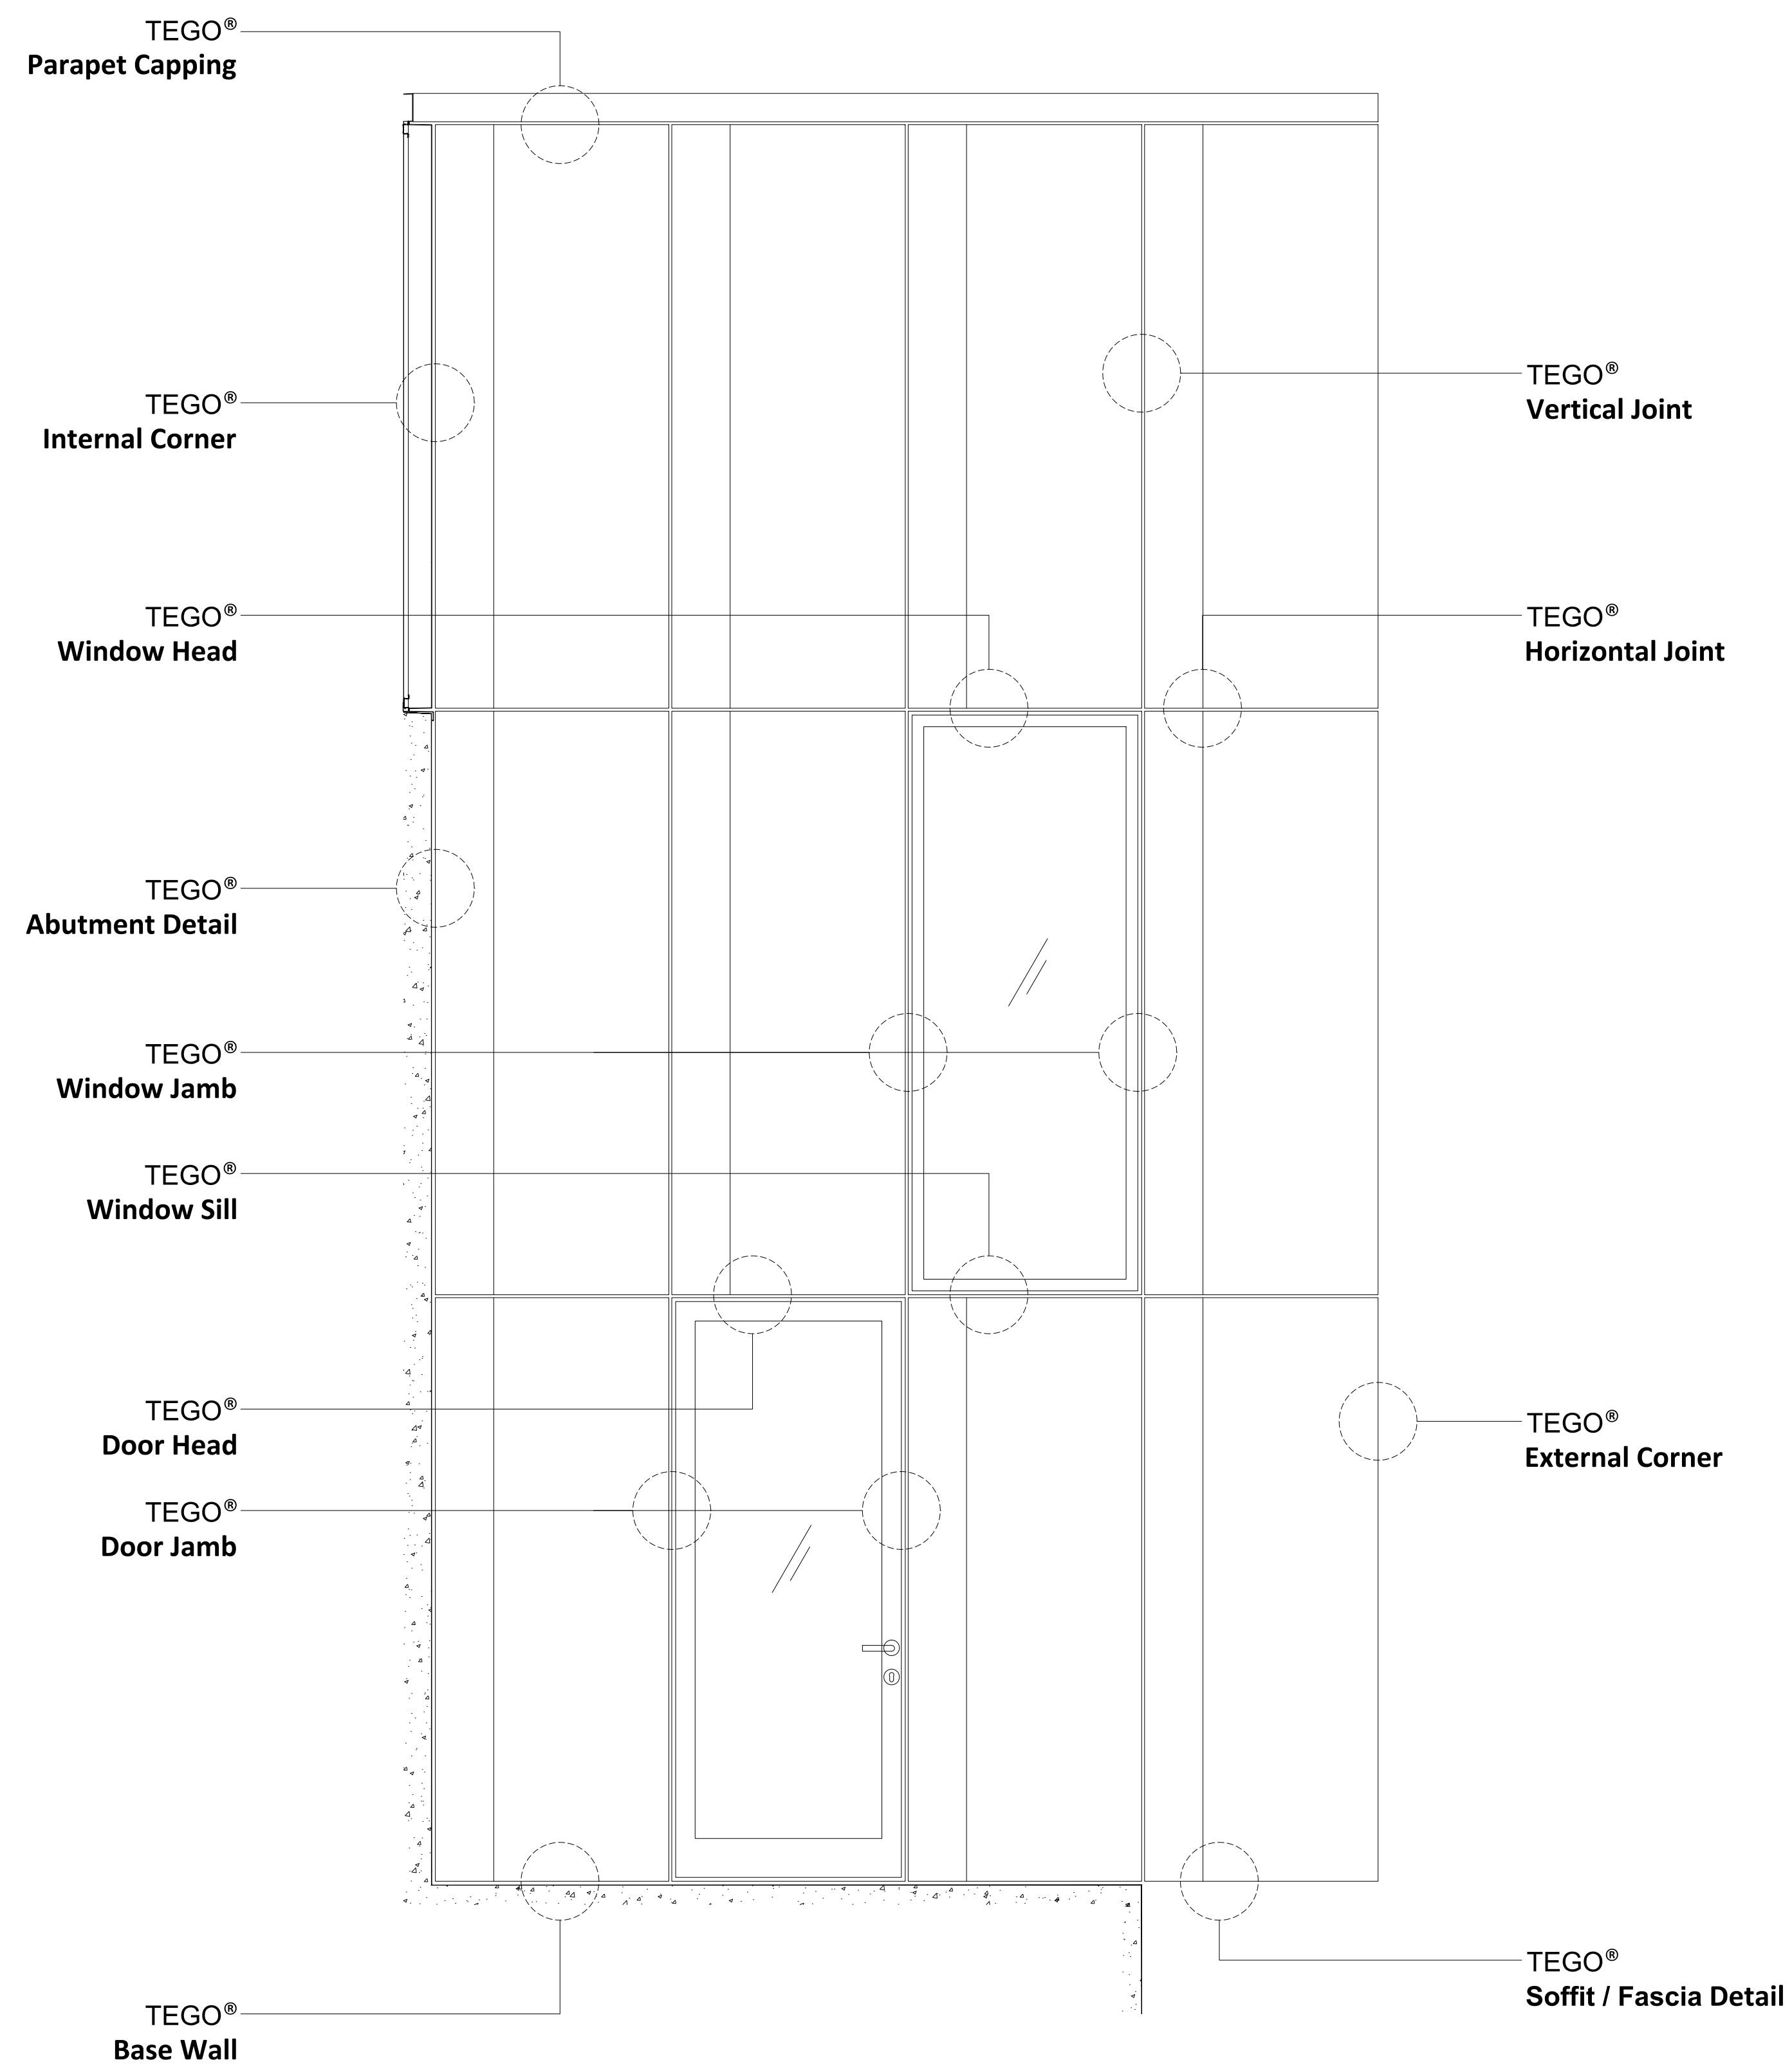 TEGO®
Parapet Capping
TEGO®
Internal Corner
TEGO®
Vertical Joint
TEGO®
Window Head
TEGO®
Horizontal Joint
TEGO®
Abutment Detail
TEGO®
Window Jamb
TEGO®
Window Sill
TEGO®
Door Head
TEGO®
External Corner
TEGO®
Door Jamb
TEGO®
Soffit / Fascia Detail
TEGO®
Base Wall